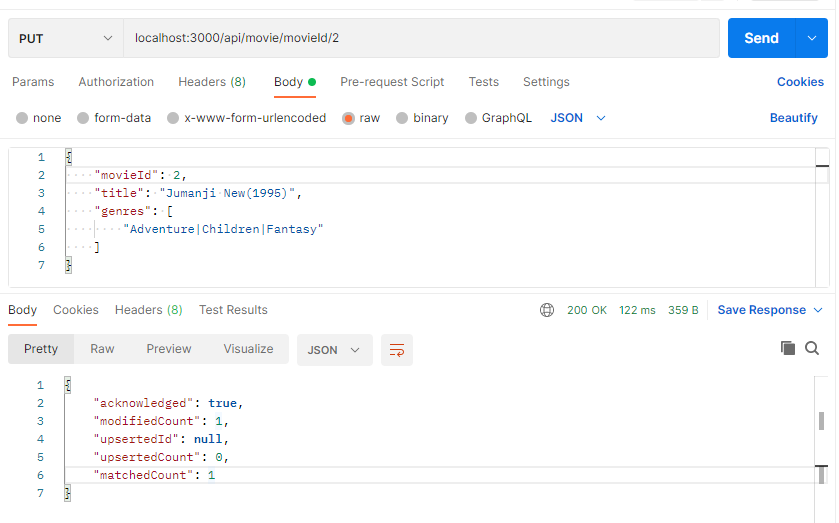 PUT localhost:3000/api/movie/movieId/2 Send
Params Authorization Headers (8) Body Pre-request Script Tests Settings Cookies
none form-data x-www-form-urlencoded raw binary GraphQL JSON Beautify
1 {
2 "movieId": 2,
3 "title": "Jumanji New(1995)",
4 "genres": [
5 "Adventure|Children|Fantasy"
6 ]
7 }
Body Cookies Headers (8) Test Results 200 OK 122 ms 359 B Save Response
Pretty Raw Preview Visualize JSON
1 {
2 "acknowledged": true,
3 "modifiedCount": 1,
4 "upsertedId": null,
5 "upsertedCount": 0,
6 "matchedCount": 1
7 }